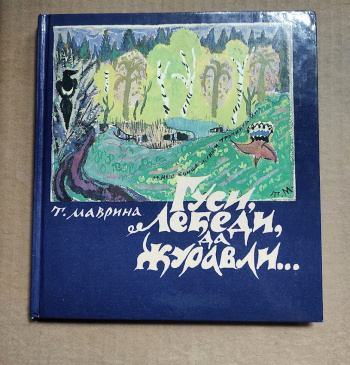 Т. М
Т. МАВРИНА
ГУСИ,
ЛЕБЕДИ,
ДА
ЖУРАВЛИ...